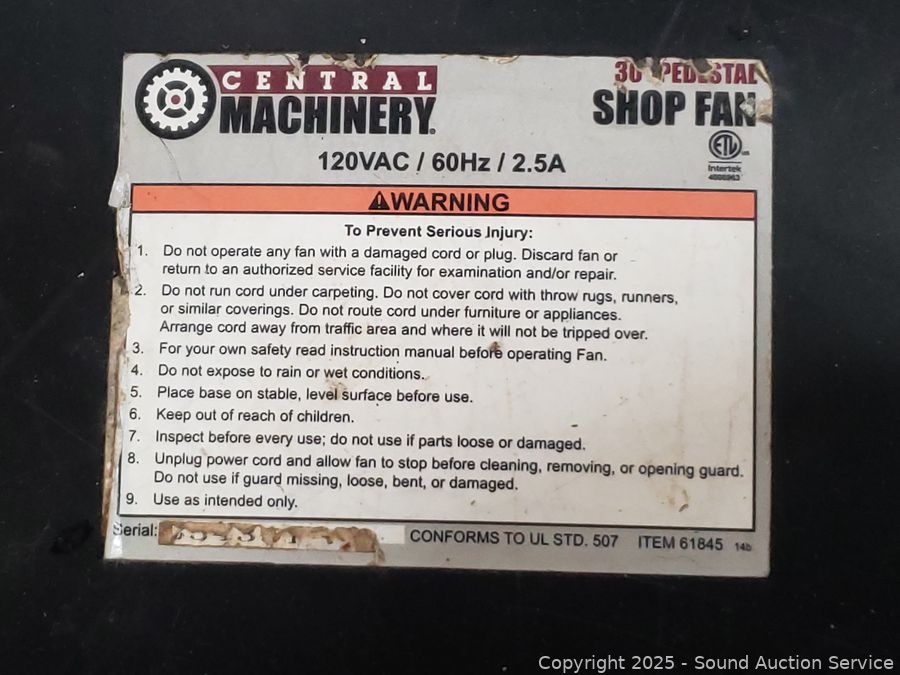 CENTRAL
MACHINERY®
30" PEDESTAL
SHOP FAN
120VAC / 60Hz / 2.5A
ETL us
Intertek
4006963
WARNING
To Prevent Serious Injury:
1. Do not operate any fan with a damaged cord or plug. Discard fan or
return to an authorized service facility for examination and/or repair.
2. Do not run cord under carpeting. Do not cover cord with throw rugs, runners,
or similar coverings. Do not route cord under furniture or appliances.
Arrange cord away from traffic area and where it will not be tripped over.
3. For your own safety read instruction manual before operating Fan.
4. Do not expose to rain or wet conditions.
5. Place base on stable, level surface before use.
6. Keep out of reach of children.
7. Inspect before every use; do not use if parts loose or damaged.
8. Unplug power cord and allow fan to stop before cleaning, removing, or opening guard.
Do not use if guard missing, loose, bent, or damaged.
9. Use as intended only.
Serial: CONFORMS TO UL STD. 507 ITEM 61845 14b
Copyright 2025 - Sound Auction Service